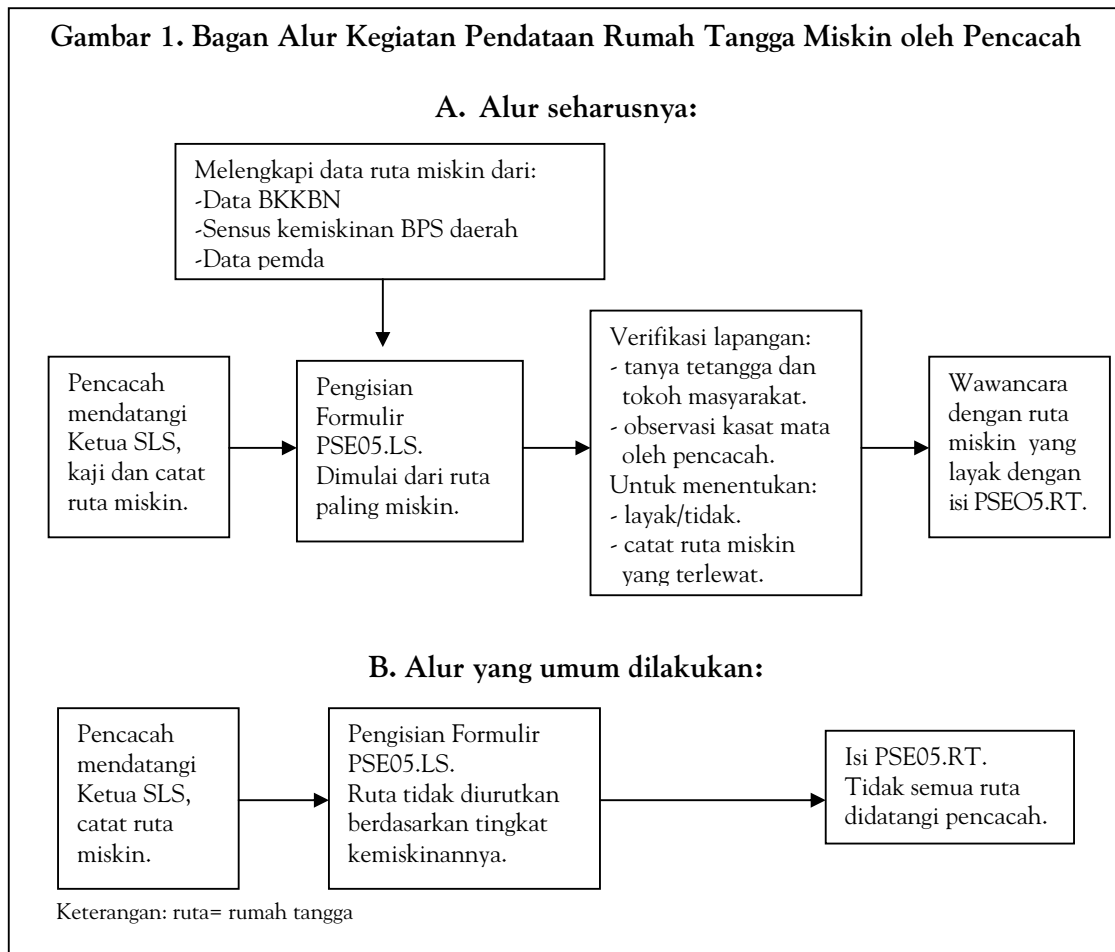 Gambar 1. Bagan Alur Kegiatan Pendataan Rumah Tangga Miskin oleh Pencacah
A. Alur seharusnya:
Melengkapi data ruta miskin dari:
-Data BKKBN
-Sensus kemiskinan BPS daerah
-Data pemda
Pencacah
mendatangi
Ketua SLS,
kaji dan catat
ruta miskin.
Pengisian
Formulir
PSE05.LS.
Dimulai dari ruta
paling miskin.
Verifikasi lapangan:
- tanya tetangga dan
tokoh masyarakat.
- observasi kasat mata
oleh pencacah.
Untuk menentukan:
- layak/tidak.
- catat ruta miskin
yang terlewat.
Wawancara
dengan ruta
miskin yang
layak dengan
isi PSEO5.RT.
B. Alur yang umum dilakukan:
Pencacah
mendatangi
Ketua SLS,
catat ruta
miskin.
Pengisian Formulir
PSE05.LS.
Ruta tidak diurutkan
berdasarkan tingkat
kemiskinannya.
Isi PSE05.RT.
Tidak semua ruta
didatangi pencacah.
Keterangan: ruta= rumah tangga